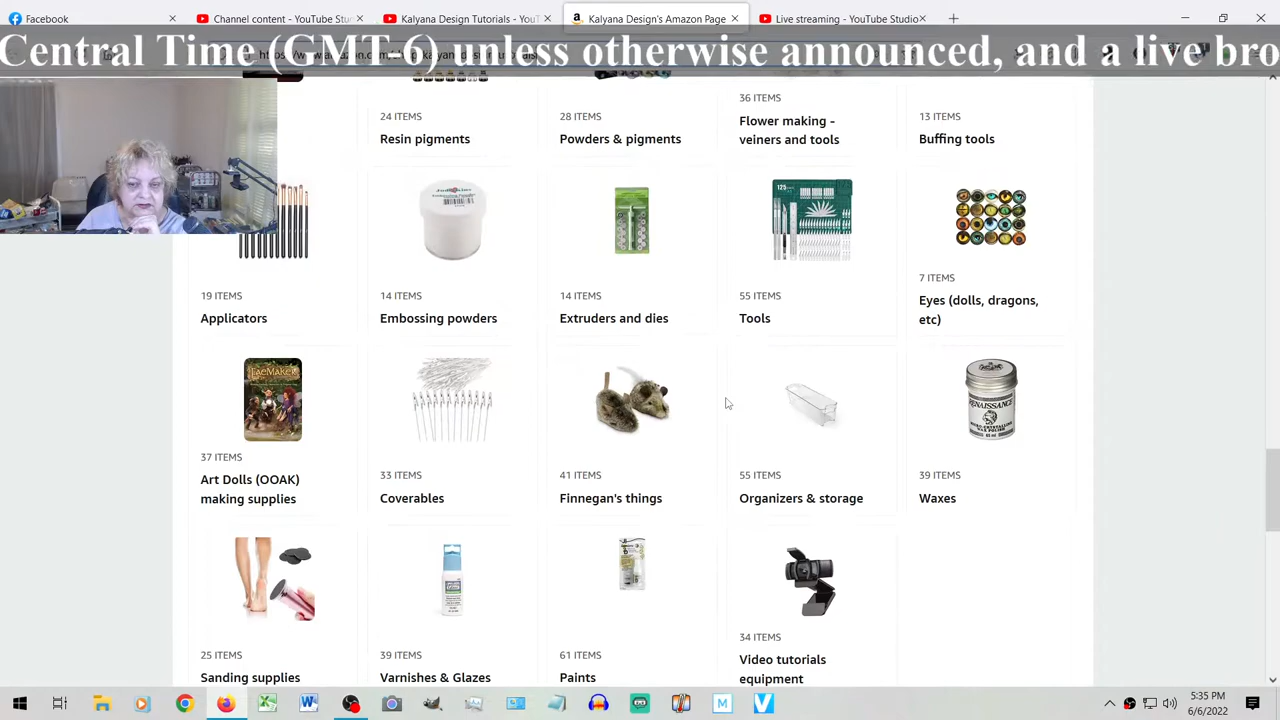 Facebook
Channel content - YouTube Stu
Kalyana Design Tutorials - YouT
Kalyana Design's Amazon Page
Live streaming - YouTube Studio
Central Time (GMT-6) unless otherwise announced, and a live bro
24 ITEMS
Resin pigments
28 ITEMS
Powders & pigments
36 ITEMS
Flower making -
veiners and tools
13 ITEMS
Buffing tools
19 ITEMS
Applicators
14 ITEMS
Embossing powders
14 ITEMS
Extruders and dies
55 ITEMS
Tools
7 ITEMS
Eyes (dolls, dragons,
etc)
FAEMAKER
RENAISSANCE
37 ITEMS
Art Dolls (OOAK)
making supplies
33 ITEMS
Coverables
41 ITEMS
Finnegan's things
55 ITEMS
Organizers & storage
39 ITEMS
Waxes
25 ITEMS
Sanding supplies
39 ITEMS
Varnishes & Glazes
61 ITEMS
Paints
34 ITEMS
Video tutorials
equipment
5:35 PM
6/6/2022